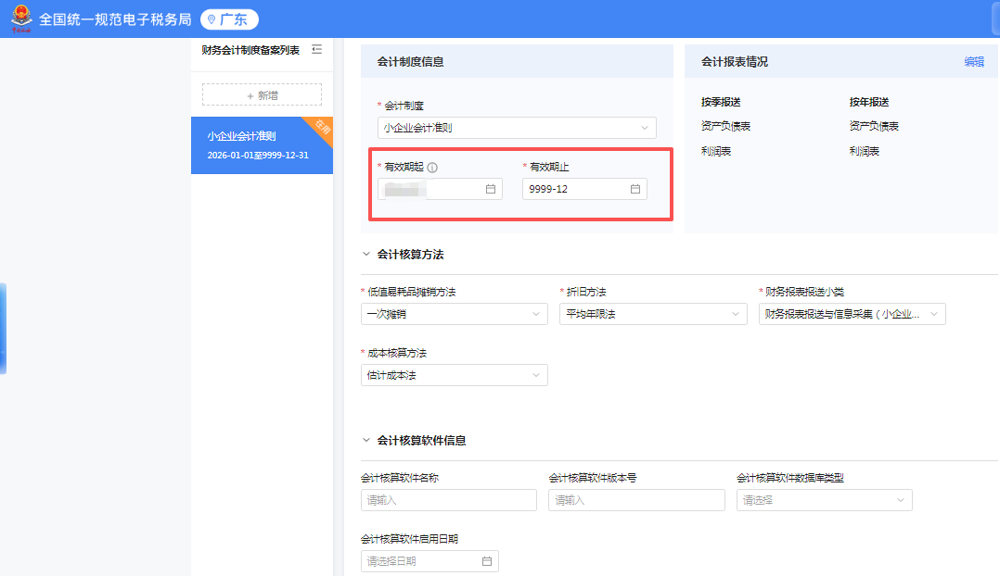 全国统一规范电子税务局 广东
财务会计制度备案列表
+ 新增
在用
小企业会计准则
2026-01-01至9999-12-31
会计制度信息
* 会计制度
小企业会计准则
* 有效期起 * 有效期止
9999-12
会计报表情况 编辑
按季报送 按年报送
资产负债表 资产负债表
利润表 利润表
会计核算方法
* 低值易耗品摊销方法 * 折旧方法 * 财务报表报送小类
一次摊销 平均年限法 财务报表报送与信息采集（小企业...
* 成本核算方法
估计成本法
会计核算软件信息
会计核算软件名称 会计核算软件版本号 会计核算软件数据库类型
请输入 请输入 请选择
会计核算软件启用日期
请选择日期